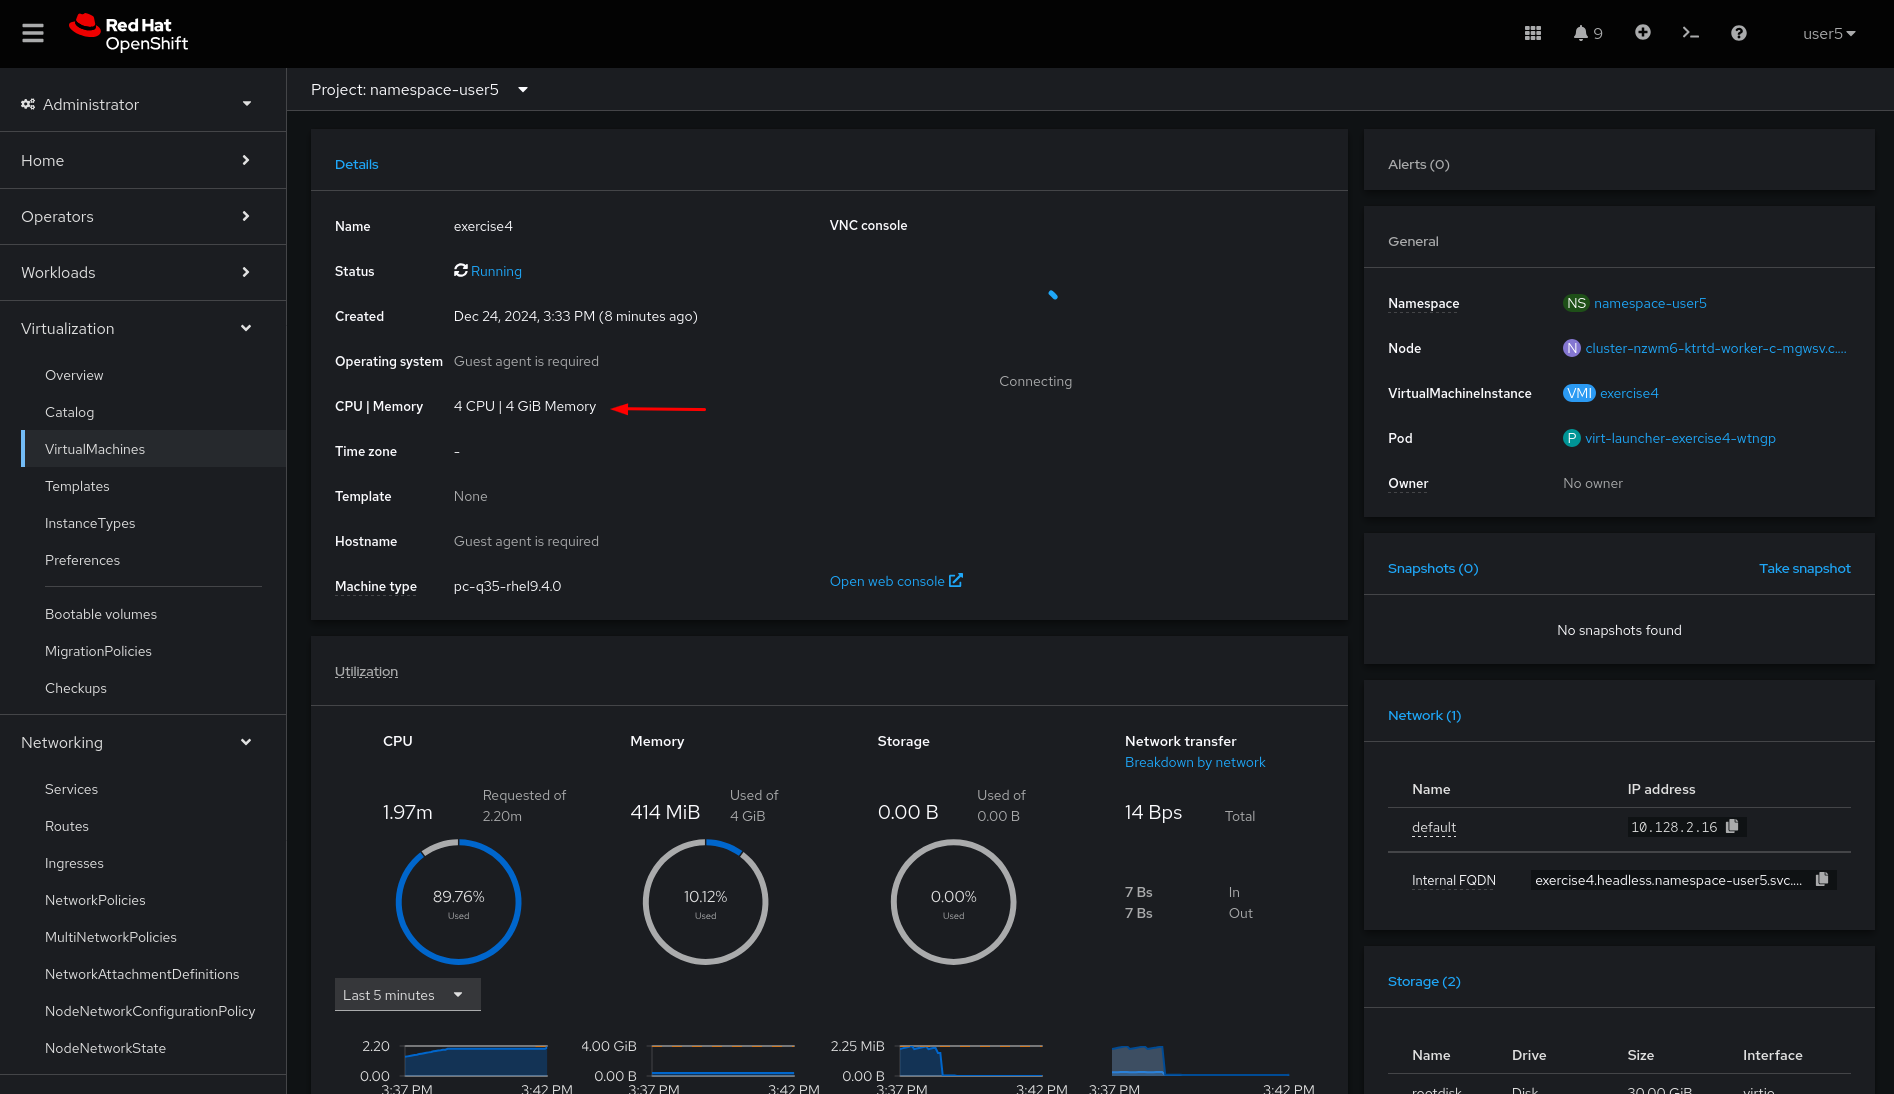 Red Hat
OpenShift
9
user5
Administrator
Home
Operators
Workloads
Virtualization
Overview
Catalog
VirtualMachines
Templates
InstanceTypes
Preferences
Bootable volumes
MigrationPolicies
Checkups
Networking
Services
Routes
Ingresses
NetworkPolicies
MultiNetworkPolicies
NetworkAttachmentDefinitions
NodeNetworkConfigurationPolicy
NodeNetworkState
Project: namespace-user5
Details
Name exercise4
Status Running
Created Dec 24, 2024, 3:33 PM (8 minutes ago)
Operating system Guest agent is required
CPU | Memory 4 CPU | 4 GiB Memory
Time zone -
Template None
Hostname Guest agent is required
Machine type pc-q35-rhel9.4.0
VNC console
Connecting
Open web console
Utilization
CPU Memory Storage Network transfer
Breakdown by network
1.97m Requested of 2.20m
414 MiB Used of 4 GiB
0.00 B Used of 0.00 B
14 Bps Total
89.76% Used
10.12% Used
0.00% Used
7 Bs In
7 Bs Out
Last 5 minutes
2.20 4.00 GiB 2.25 MiB
0.00 0.00 B 0.00 B
3:37 PM 3:42 PM 3:37 PM 3:42 PM 3:37 PM 3:42 PM 3:37 PM 3:42 PM
Alerts (0)
General
Namespace NS namespace-user5
Node N cluster-nzwm6-ktrtd-worker-c-mgwsv.c....
VirtualMachineInstance VMI exercise4
Pod P virt-launcher-exercise4-wtngp
Owner No owner
Snapshots (0) Take snapshot
No snapshots found
Network (1)
Name IP address
default 10.128.2.16
Internal FQDN exercise4.headless.namespace-user5.svc....
Storage (2)
Name Drive Size Interface
rootdisk Disk 30.00 GiB virtio